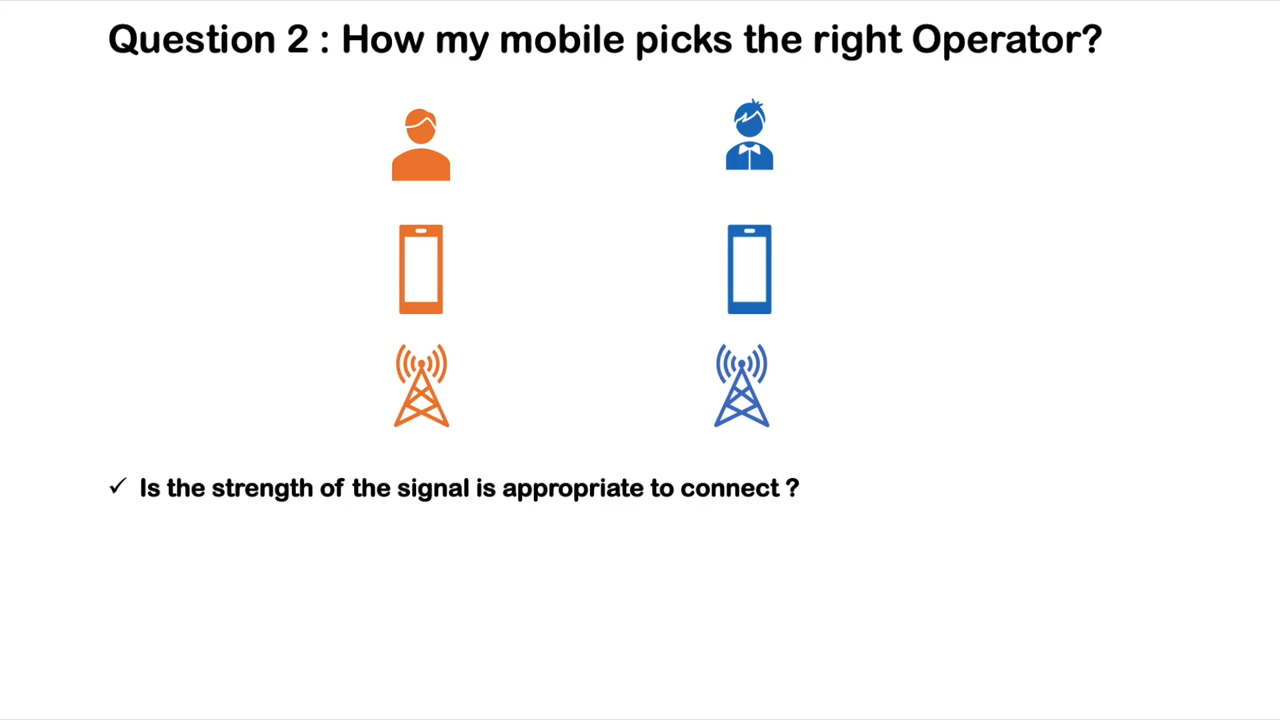 Question 2 : How my mobile picks the right Operator?
✓ Is the strength of the signal is appropriate to connect ?